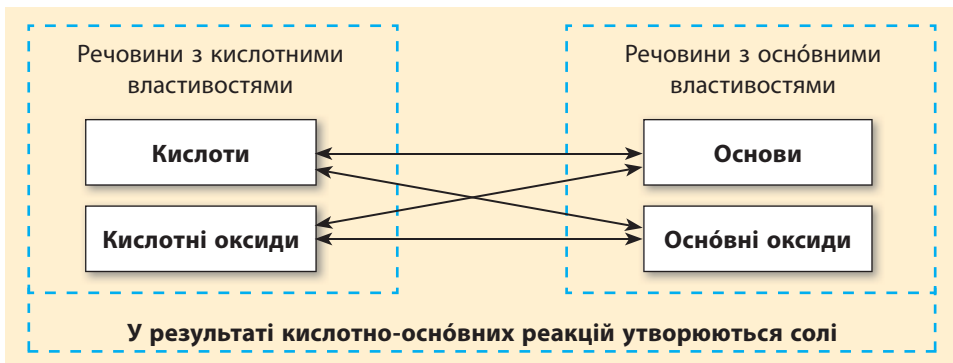 Речовини з кислотними
властивостями
Речовини з осно́вними
властивостями
Кислоти
Основи
Кислотні оксиди
Осно́вні оксиди
У результаті кислотно-осно́вних реакцій утворюються солі